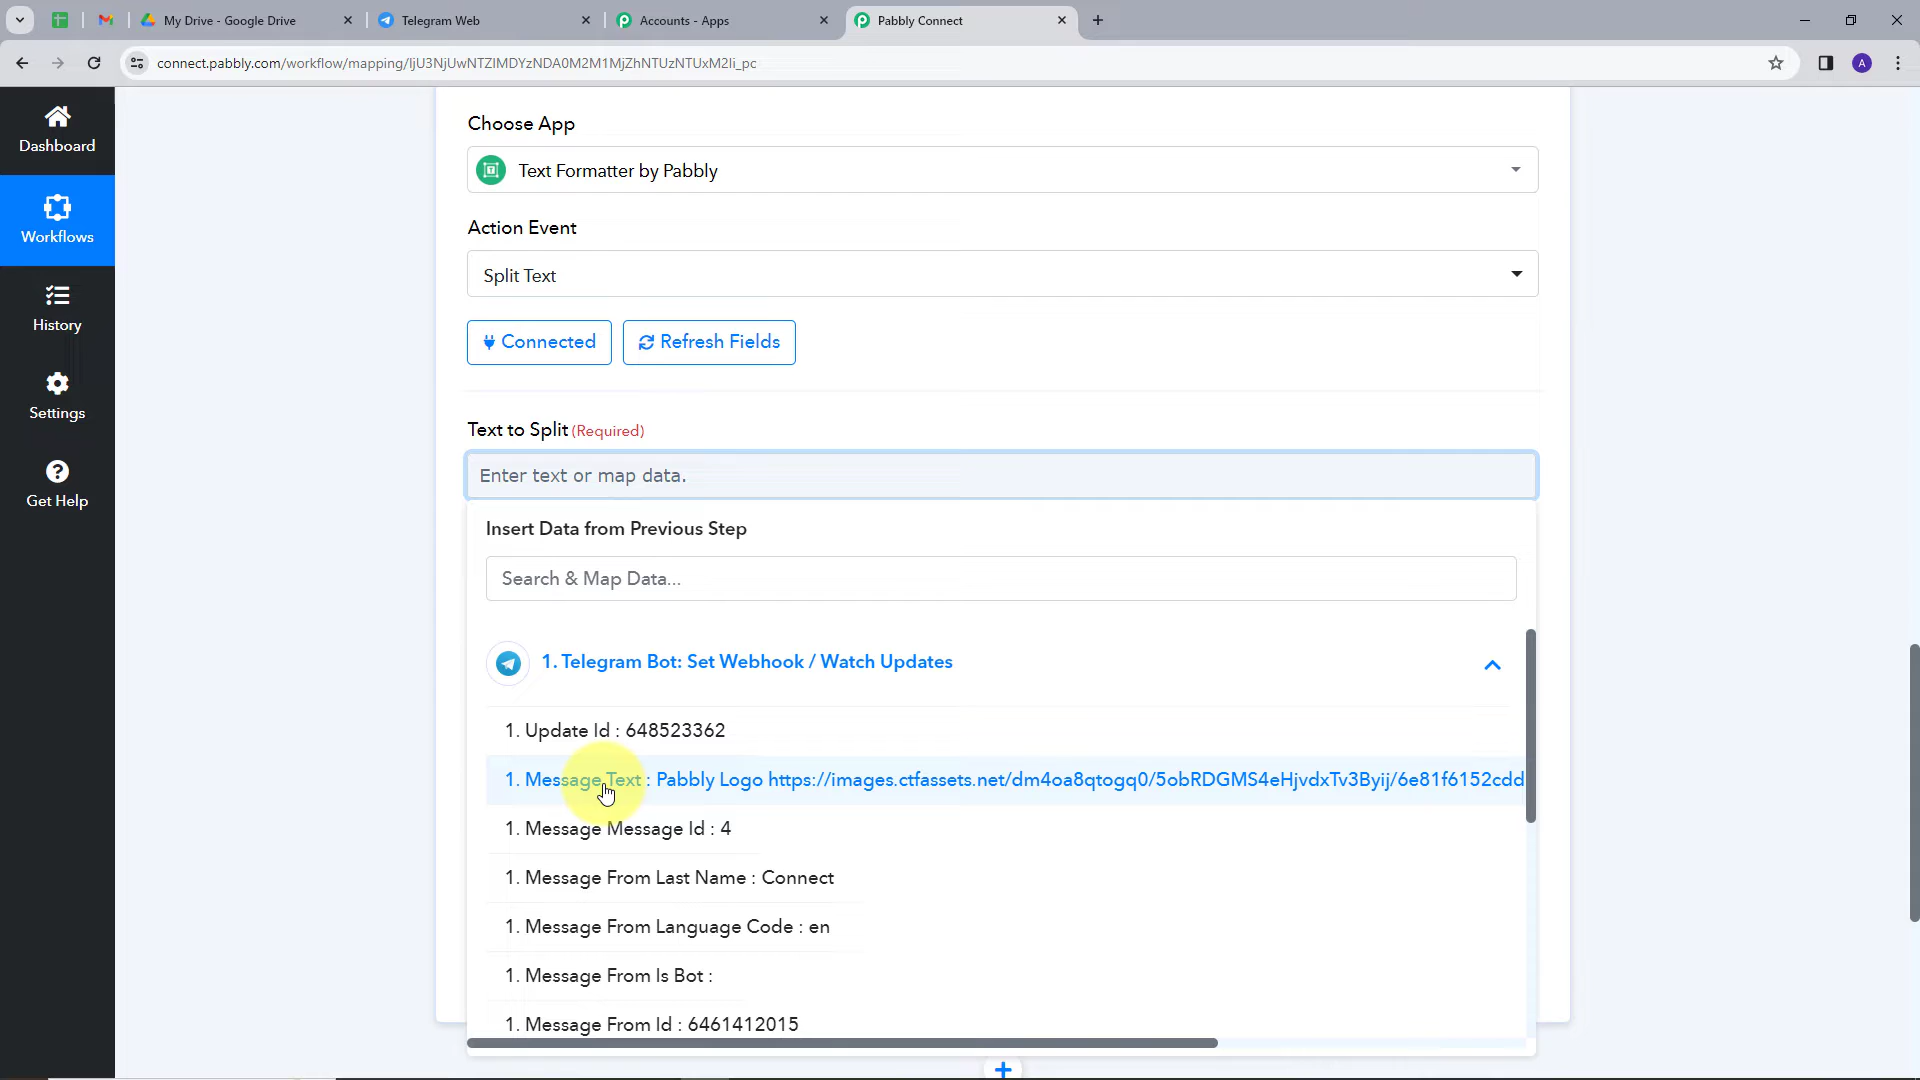 My Drive - Google Drive
Telegram Web
Accounts - Apps
Pabbly Connect
connect.pabbly.com/workflow/mapping/IjU3NjUwNTZlMDYzNDA0M2M1MjZhNTUzNTUxM2Ii_pc
A
Dashboard
Workflows
History
Settings
Get Help
Choose App
Text Formatter by Pabbly
Action Event
Split Text
Connected
Refresh Fields
Text to Split (Required)
Enter text or map data.
Insert Data from Previous Step
Search & Map Data...
1. Telegram Bot: Set Webhook / Watch Updates
1. Update Id : 648523362
1. Message Text : Pabbly Logo https://images.ctfassets.net/dm4oa8qtogq0/5obRDGMS4eHjvdxTv3Byij/6e81f6152cdd
1. Message Message Id : 4
1. Message From Last Name : Connect
1. Message From Language Code : en
1. Message From Is Bot :
1. Message From Id : 6461412015